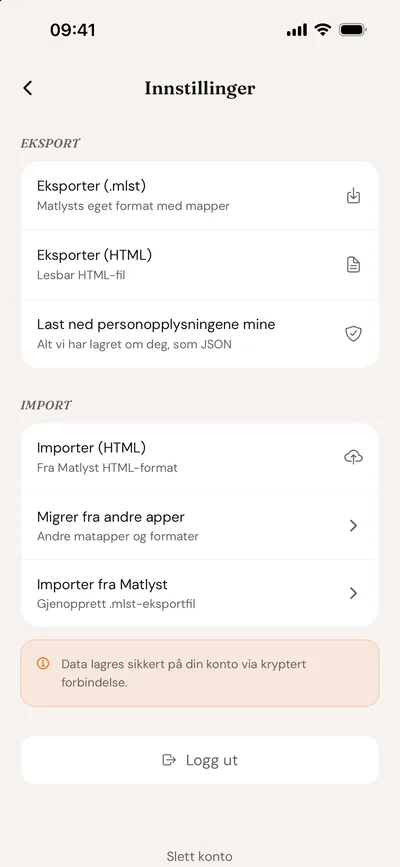 09:41
Innstillinger
EKSPORT
Eksporter (.mlst)
Matlysts eget format med mapper
Eksporter (HTML)
Lesbar HTML-fil
Last ned personopplysningene mine
Alt vi har lagret om deg, som JSON
IMPORT
Importer (HTML)
Fra Matlyst HTML-format
Migrer fra andre apper
Andre matapper og formater
Importer fra Matlyst
Gjenopprett .mlst-eksportfil
Data lagres sikkert på din konto via kryptert
forbindelse.
Logg ut
Slett konto